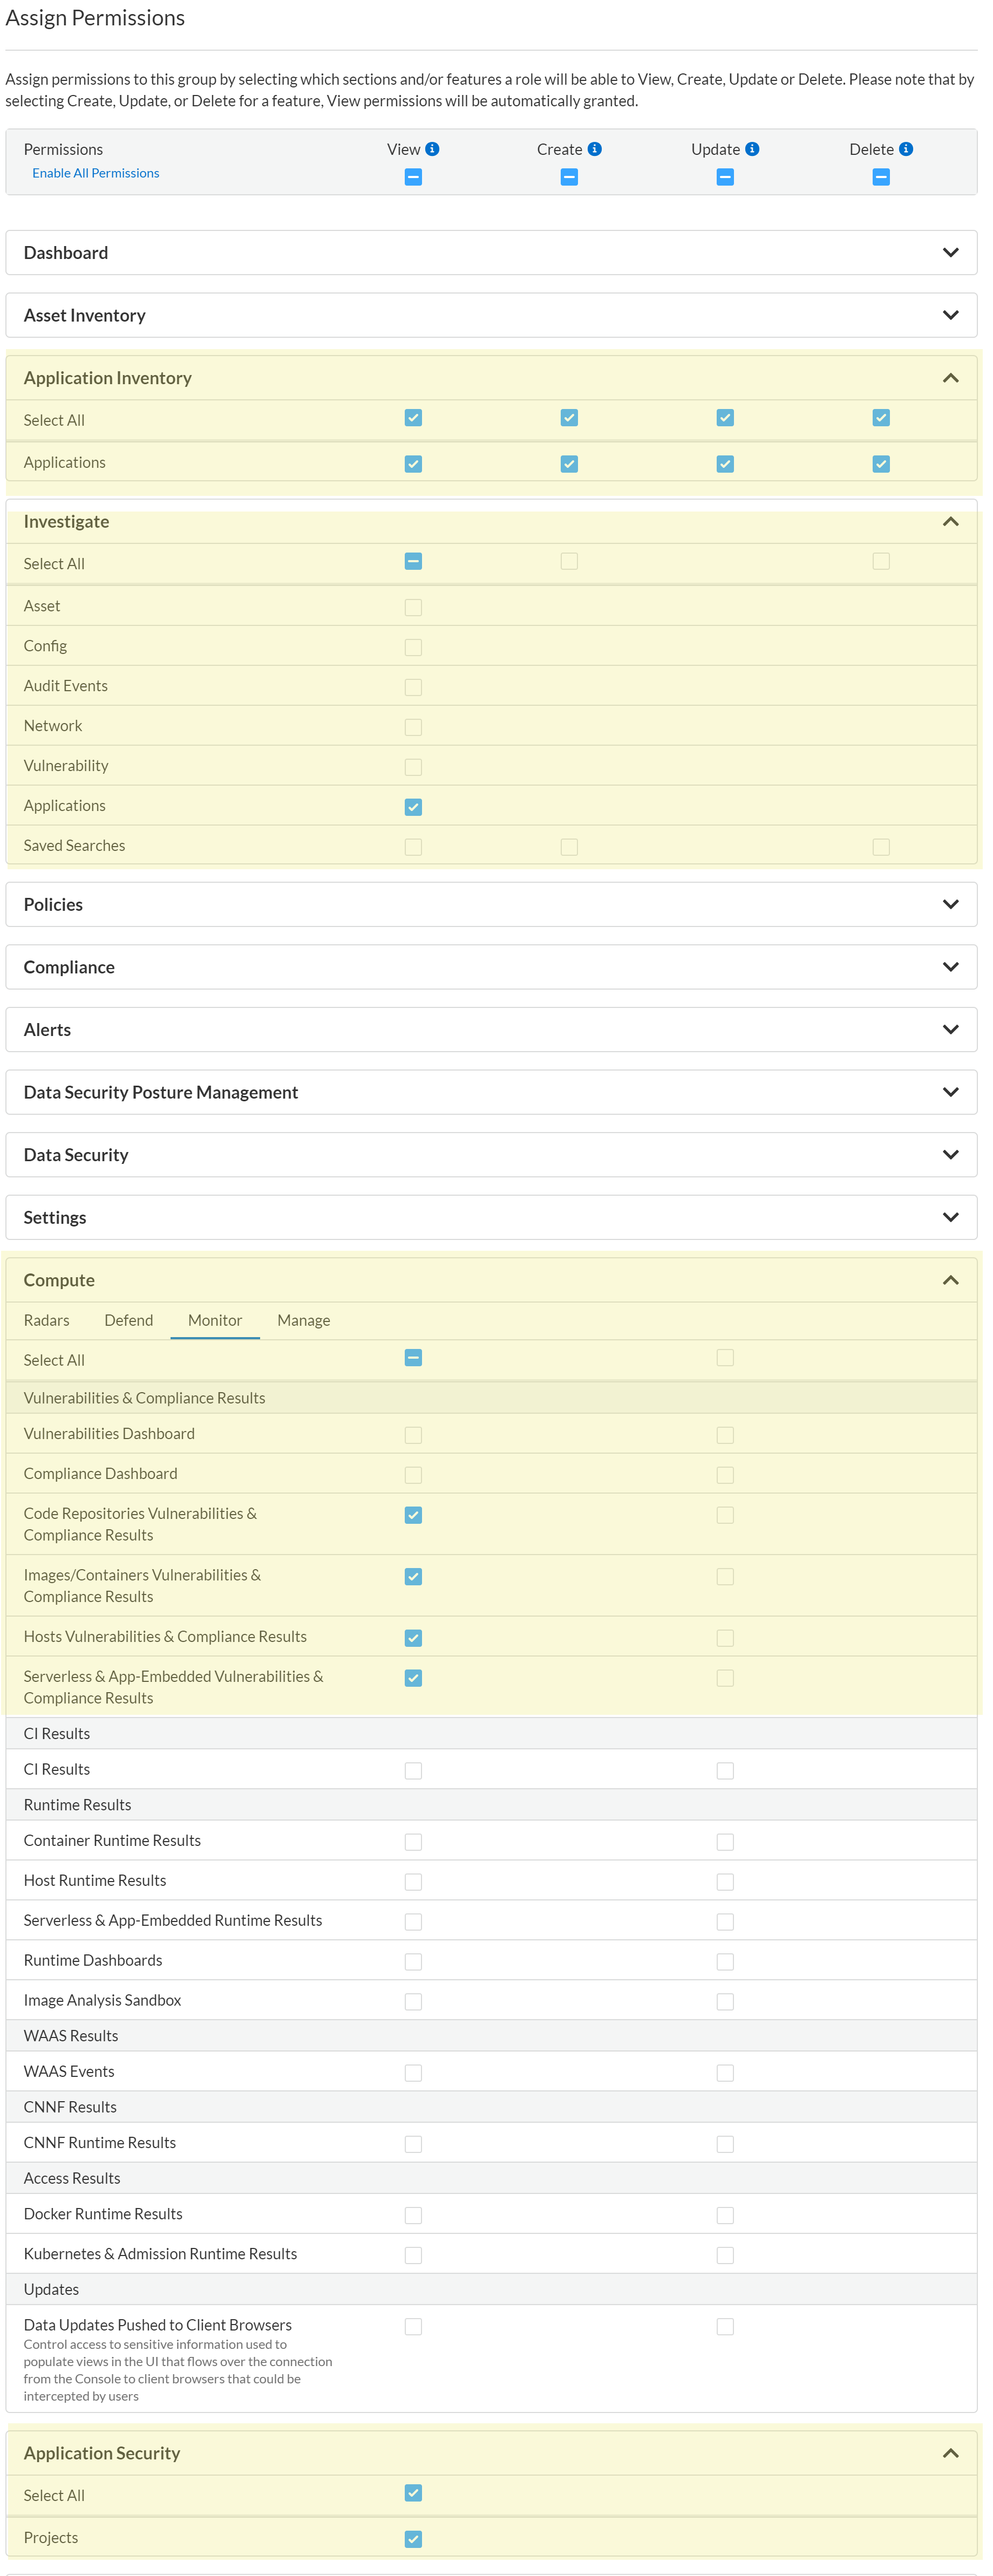 Assign Permissions
Assign permissions to this group by selecting which sections and/or features a role will be able to View, Create, Update or Delete. Please note that by
selecting Create, Update, or Delete for a feature, View permissions will be automatically granted.
Permissions View Create Update Delete
Enable All Permissions
Dashboard
Asset Inventory
Application Inventory
Select All
Applications
Investigate
Select All
Asset
Config
Audit Events
Network
Vulnerability
Applications
Saved Searches
Policies
Compliance
Alerts
Data Security Posture Management
Data Security
Settings
Compute
Radars Defend Monitor Manage
Select All
Vulnerabilities & Compliance Results
Vulnerabilities Dashboard
Compliance Dashboard
Code Repositories Vulnerabilities &
Compliance Results
Images/Containers Vulnerabilities &
Compliance Results
Hosts Vulnerabilities & Compliance Results
Serverless & App-Embedded Vulnerabilities &
Compliance Results
CI Results
CI Results
Runtime Results
Container Runtime Results
Host Runtime Results
Serverless & App-Embedded Runtime Results
Runtime Dashboards
Image Analysis Sandbox
WAAS Results
WAAS Events
CNNF Results
CNNF Runtime Results
Access Results
Docker Runtime Results
Kubernetes & Admission Runtime Results
Updates
Data Updates Pushed to Client Browsers
Control access to sensitive information used to
populate views in the UI that flows over the connection
from the Console to client browsers that could be
intercepted by users
Application Security
Select All
Projects